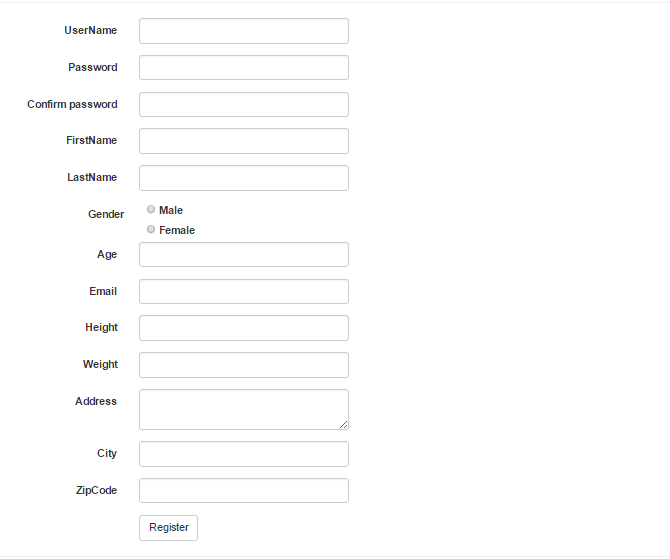 UserName
Password
Confirm password
FirstName
LastName
Gender Male
Female
Age
Email
Height
Weight
Address
City
ZipCode
Register